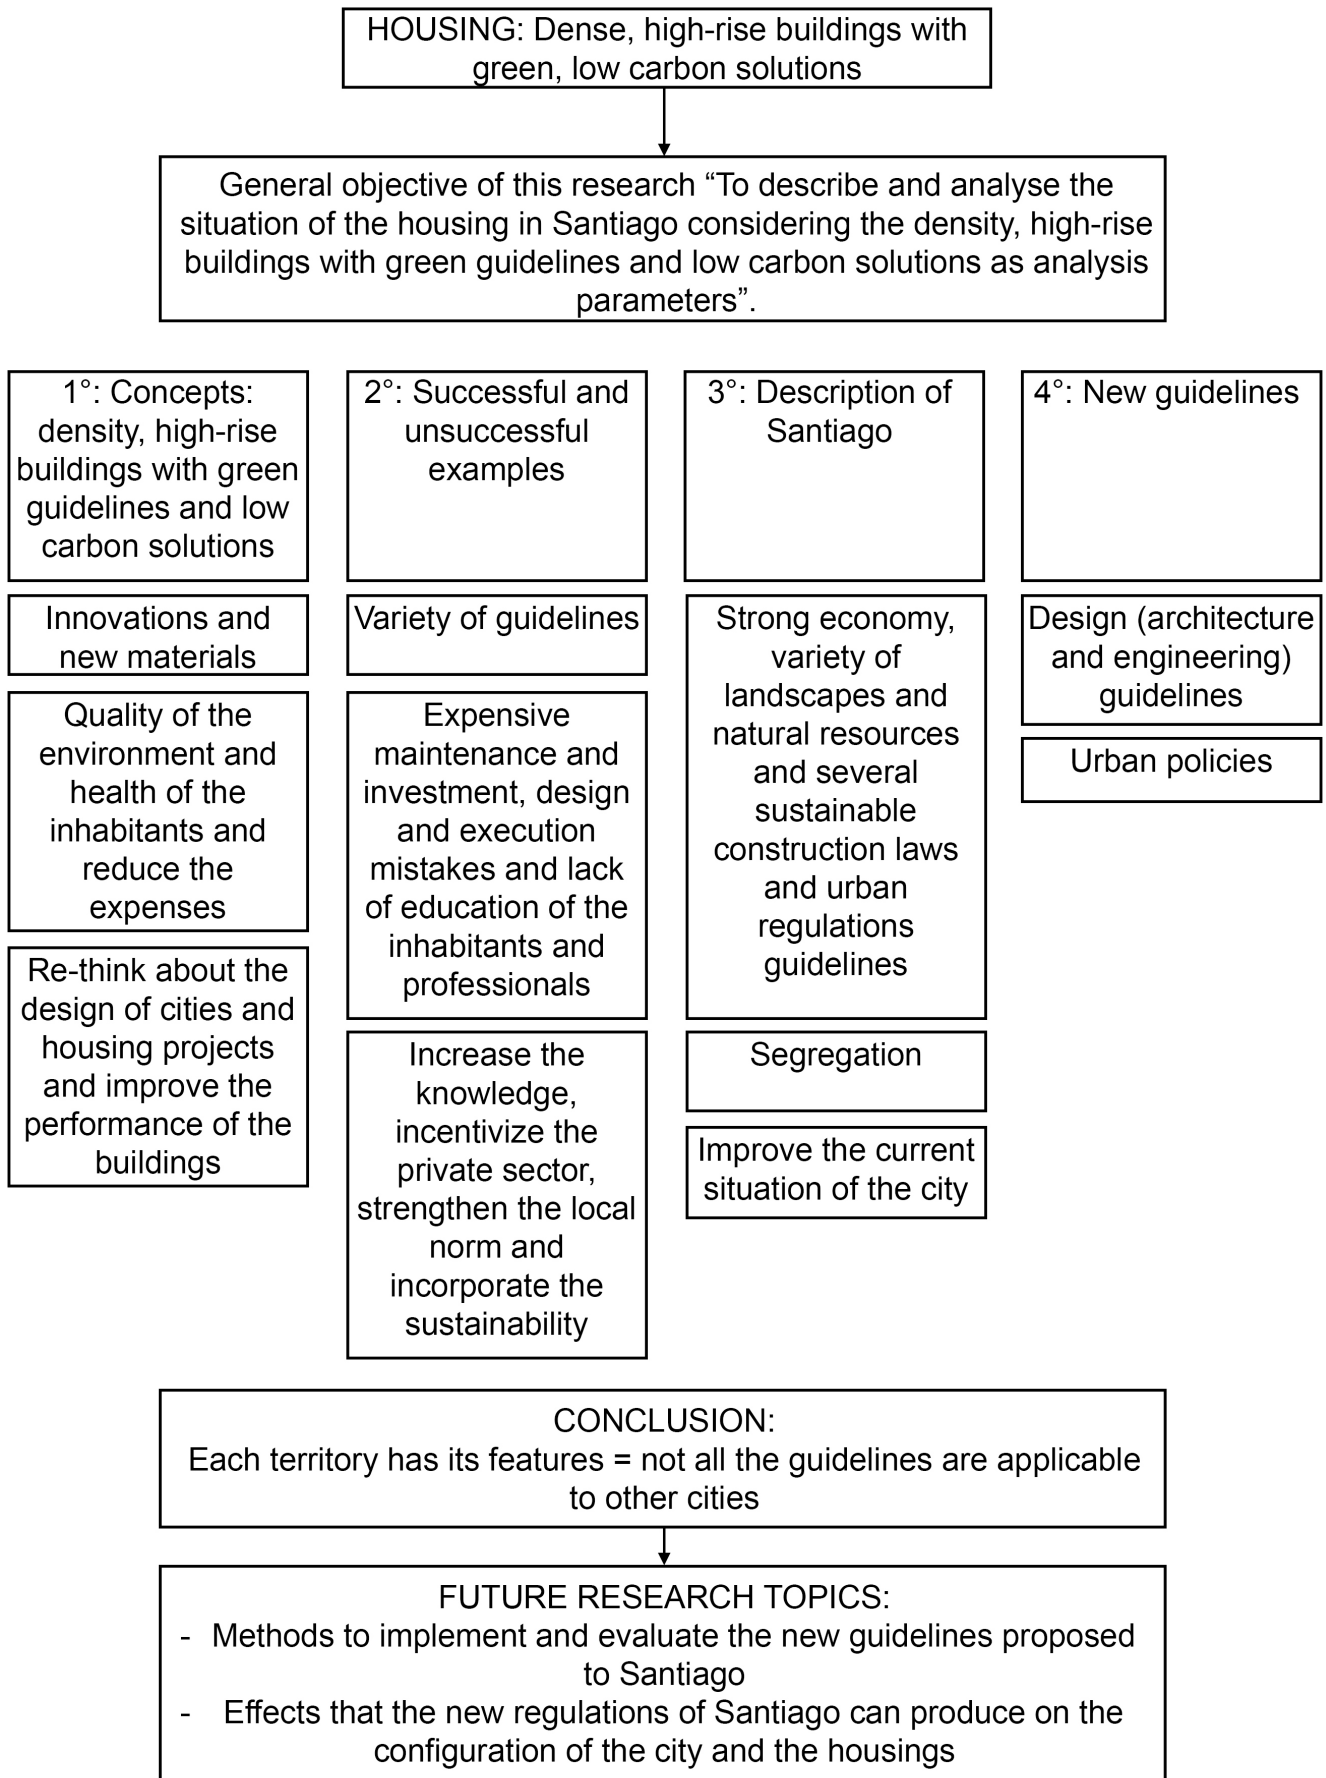 HOUSING: Dense, high-rise buildings with
green, low carbon solutions
General objective of this research “To describe and analyse the
situation of the housing in Santiago considering the density, high-rise
buildings with green guidelines and low carbon solutions as analysis
parameters”.
1°: Concepts:
density, high-rise
buildings with green
guidelines and low
carbon solutions
Innovations and
new materials
Quality of the
environment and
health of the
inhabitants and
reduce the
expenses
Re-think about the
design of cities and
housing projects
and improve the
performance of the
buildings
2°: Successful and
unsuccessful
examples
Variety of guidelines
Expensive
maintenance and
investment, design
and execution
mistakes and lack
of education of the
inhabitants and
professionals
Increase the
knowledge,
incentivize the
private sector,
strengthen the local
norm and
incorporate the
sustainability
3°: Description of
Santiago
Strong economy,
variety of
landscapes and
natural resources
and several
sustainable
construction laws
and urban
regulations
guidelines
Segregation
Improve the current
situation of the city
4°: New guidelines
Design (architecture
and engineering)
guidelines
Urban policies
CONCLUSION:
Each territory has its features = not all the guidelines are applicable
to other cities
FUTURE RESEARCH TOPICS:
- Methods to implement and evaluate the new guidelines proposed
to Santiago
- Effects that the new regulations of Santiago can produce on the
configuration of the city and the housings